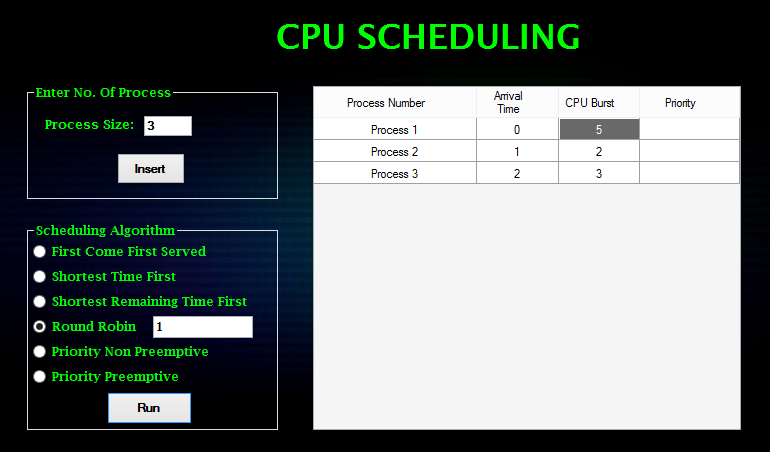 CPU SCHEDULING
Enter No. Of Process
Process Size: 3
Insert
Scheduling Algorithm
First Come First Served
Shortest Time First
Shortest Remaining Time First
Round Robin 1
Priority Non Preemptive
Priority Preemptive
Run
Process Number Arrival Time CPU Burst Priority
Process 1 0 5
Process 2 1 2
Process 3 2 3